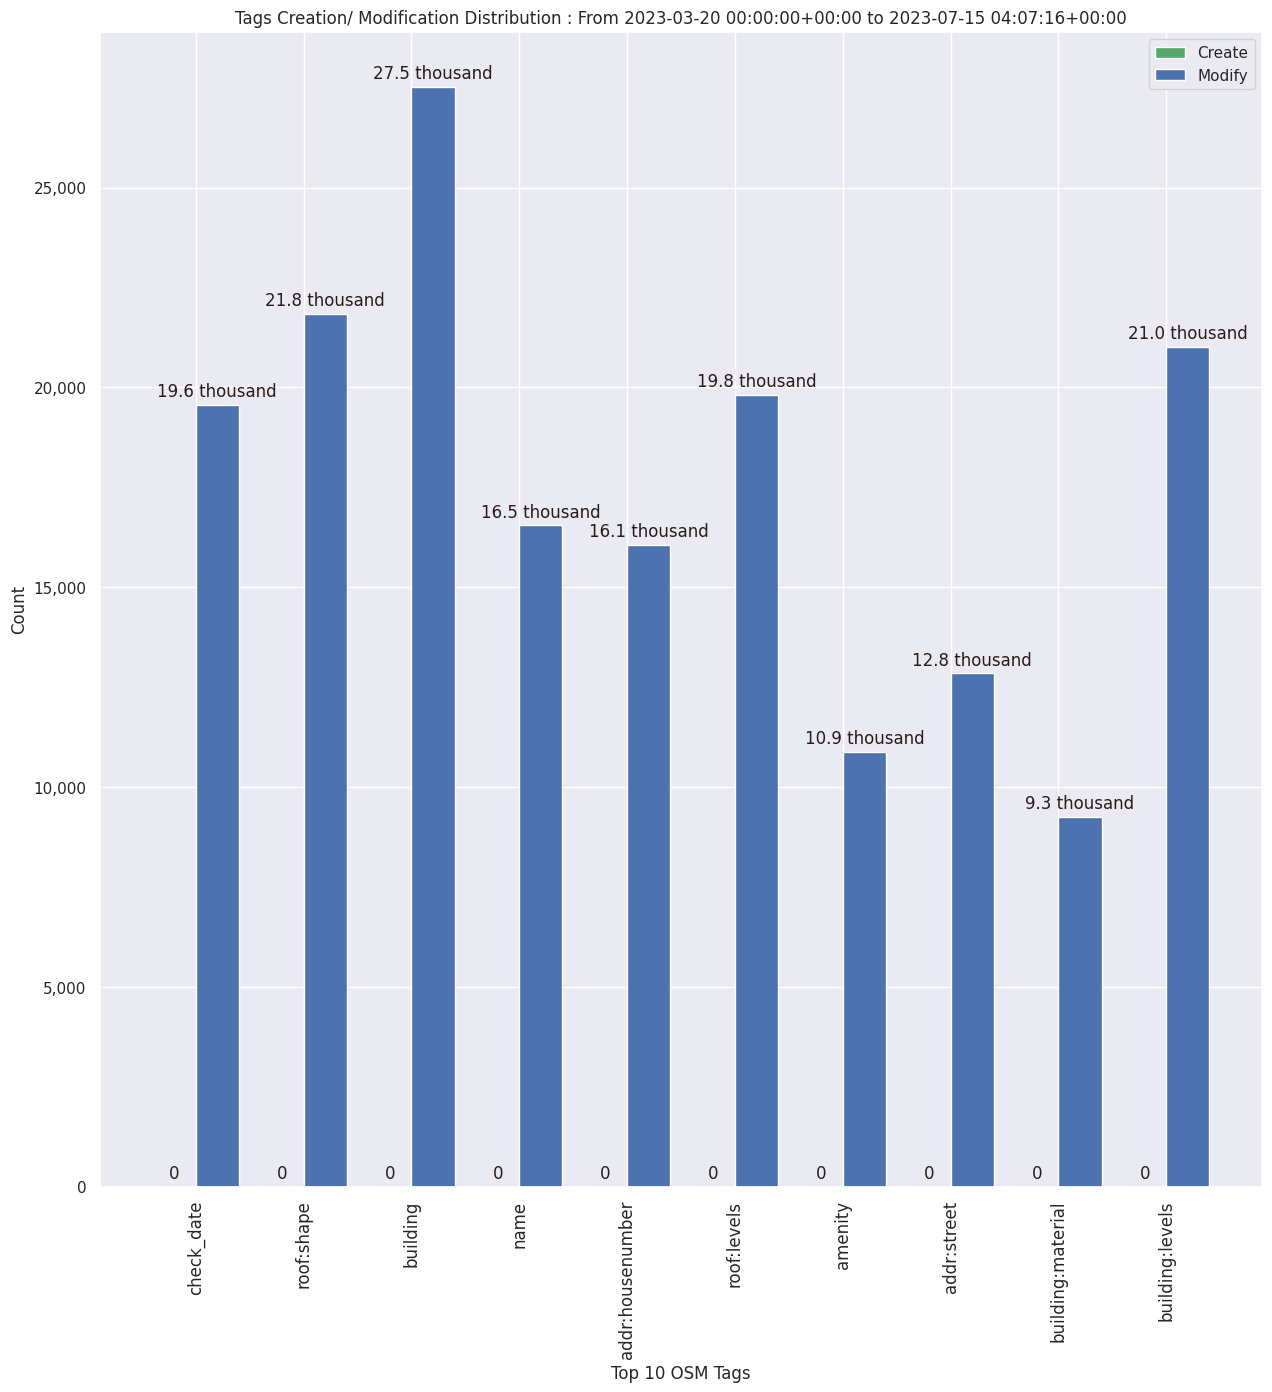 Tags Creation/ Modification Distribution : From 2023-03-20 00:00:00+00:00 to 2023-07-15 04:07:16+00:00
Create
Modify
27.5 thousand
21.8 thousand
21.0 thousand
19.8 thousand
19.6 thousand
16.5 thousand
16.1 thousand
12.8 thousand
10.9 thousand
9.3 thousand
25,000
20,000
15,000
10,000
5,000
0
Count
0 0 0 0 0 0 0 0 0 0
check_date
roof:shape
building
name
addr:housenumber
roof:levels
amenity
addr:street
building:material
building:levels
Top 10 OSM Tags